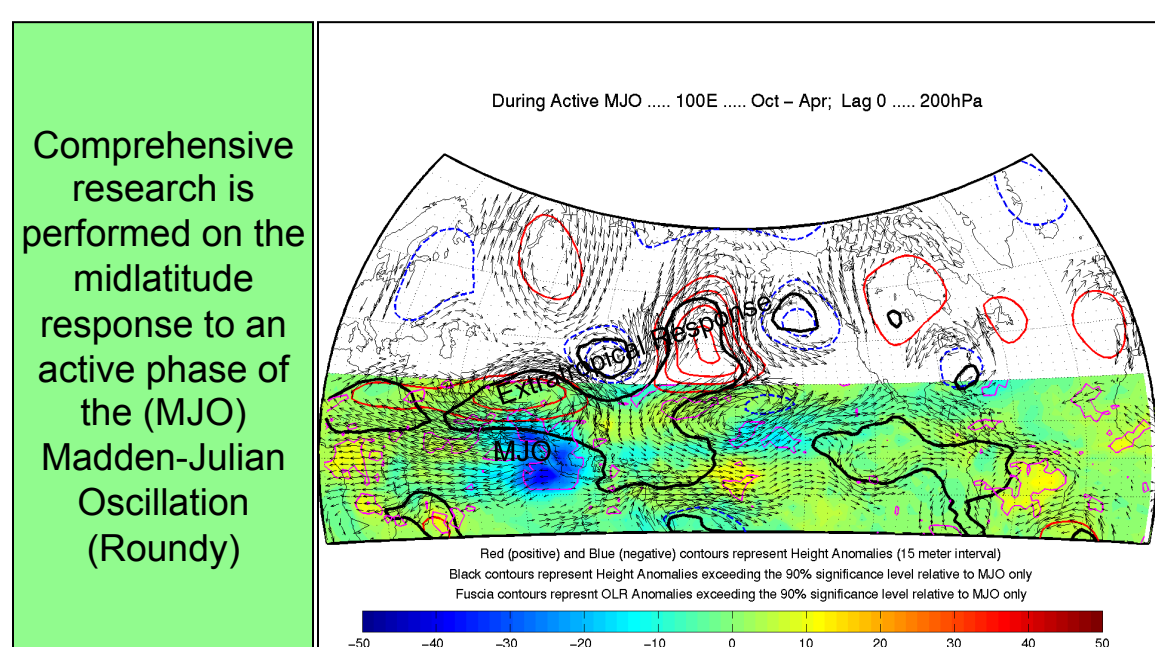 Comprehensive
research is
performed on the
midlatitude
response to an
active phase of
the (MJO)
Madden-Julian
Oscillation
(Roundy)
During Active MJO ..... 100E ..... Oct – Apr;  Lag 0 ..... 200hPa
Extratropical Response
MJO
Red (positive) and Blue (negative) contours represent Height Anomalies (15 meter interval)
Black contours represent Height Anomalies exceeding the 90% significance level relative to MJO only
Fuscia contours represnt OLR Anomalies exceeding the 90% significance level relative to MJO only
−50 −40 −30 −20 −10 0 10 20 30 40 50